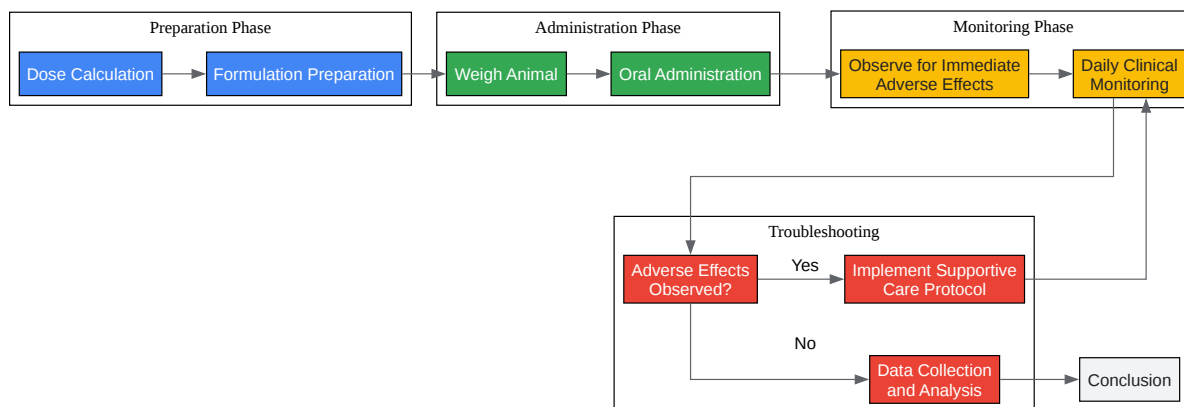 Preparation Phase
Dose Calculation
Formulation Preparation
Administration Phase
Weigh Animal
Oral Administration
Monitoring Phase
Observe for Immediate
Adverse Effects
Daily Clinical
Monitoring
Troubleshooting
Adverse Effects
Observed?
Yes
Implement Supportive
Care Protocol
No
Data Collection
and Analysis
Conclusion